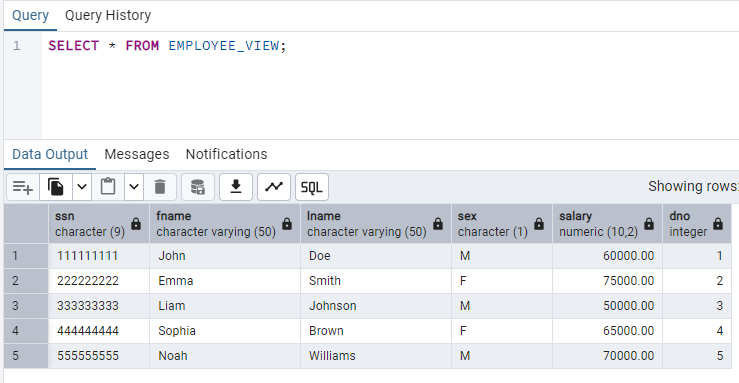 Query Query History
1 SELECT * FROM EMPLOYEE_VIEW;
Data Output Messages Notifications
SQL Showing rows:
ssn fname lname sex salary dno
character (9) character varying (50) character varying (50) character (1) numeric (10,2) integer
1 111111111 John Doe M 60000.00 1
2 222222222 Emma Smith F 75000.00 2
3 333333333 Liam Johnson M 50000.00 3
4 444444444 Sophia Brown F 65000.00 4
5 555555555 Noah Williams M 70000.00 5